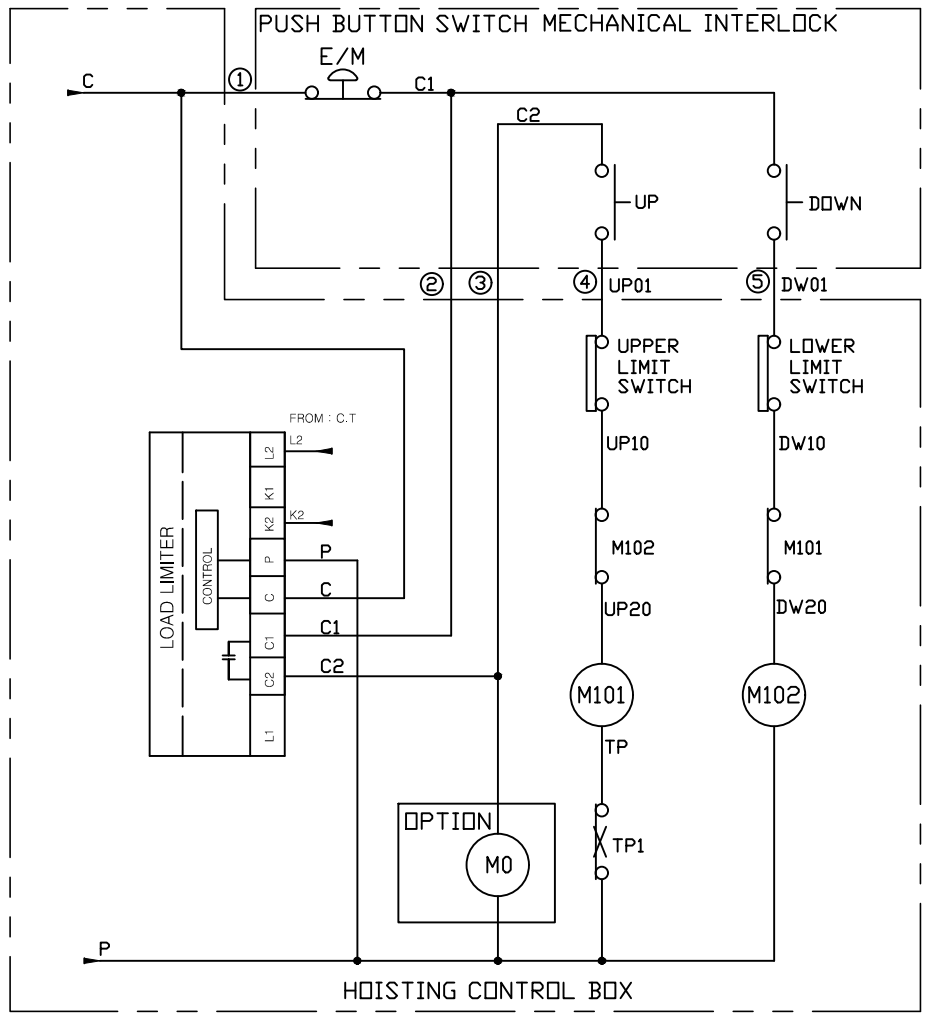 PUSH BUTTON SWITCH MECHANICAL INTERLOCK
E/M
C
1
C1
C2
UP
DOWN
2
3
4
UP01
5
DW01
UPPER
LIMIT
SWITCH
LOWER
LIMIT
SWITCH
FROM : C.T
L2
L2
UP10
DW10
K1
K2
K2
LOAD LIMITER
CONTROL
P
P
M102
M101
C
C
UP20
DW20
C1
C1
C2
C2
M101
M102
L1
TP
OPTION
M0
TP1
P
HOISTING CONTROL BOX